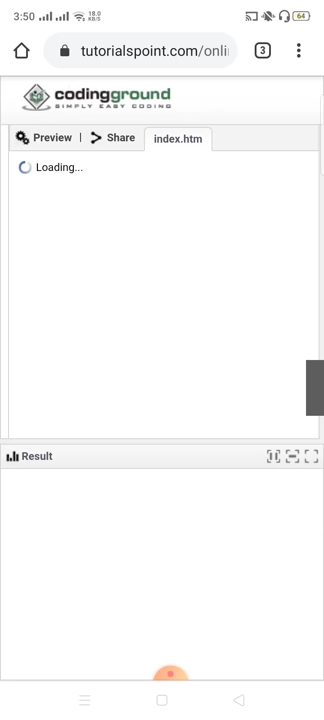 3:50 18.0 KB/S 64
tutorialspoint.com/onli 3
codingground
SIMPLY EASY CODING
Preview | Share index.htm
Loading...
Result